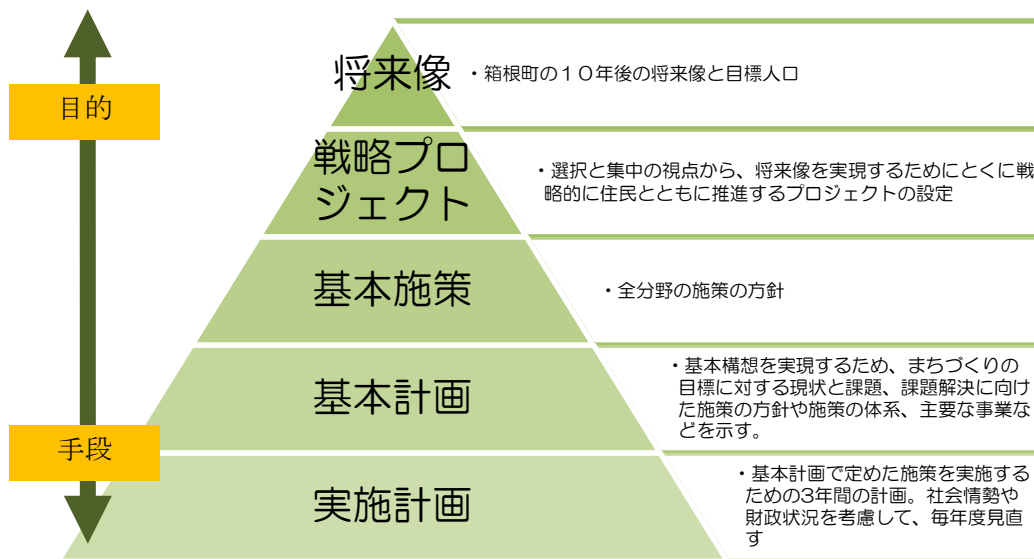 目的
手段
将来像
・箱根町の１０年後の将来像と目標人口
戦略プロ
ジェクト
・選択と集中の視点から、将来像を実現するためにとくに戦
略的に住民とともに推進するプロジェクトの設定
基本施策
・全分野の施策の方針
基本計画
・基本構想を実現するため、まちづくりの
目標に対する現状と課題、課題解決に向け
た施策の方針や施策の体系、主要な事業な
どを示す。
実施計画
・基本計画で定めた施策を実施する
ための3年間の計画。社会情勢や
財政状況を考慮して、毎年度見直
す